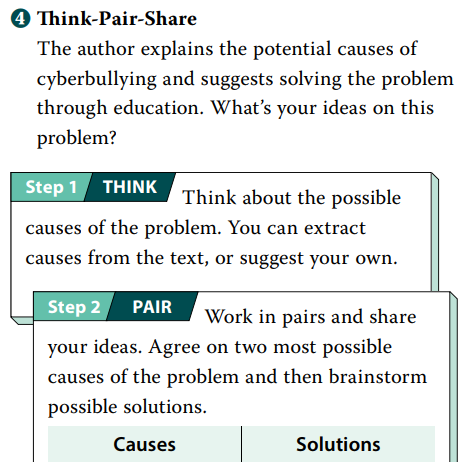 4 Think-Pair-Share
The author explains the potential causes of
cyberbullying and suggests solving the problem
through education. What's your ideas on this
problem?
Step 1 THINK Think about the possible
causes of the problem. You can extract
causes from the text, or suggest your own.
Step 2 PAIR Work in pairs and share
your ideas. Agree on two most possible
causes of the problem and then brainstorm
possible solutions.
Causes Solutions